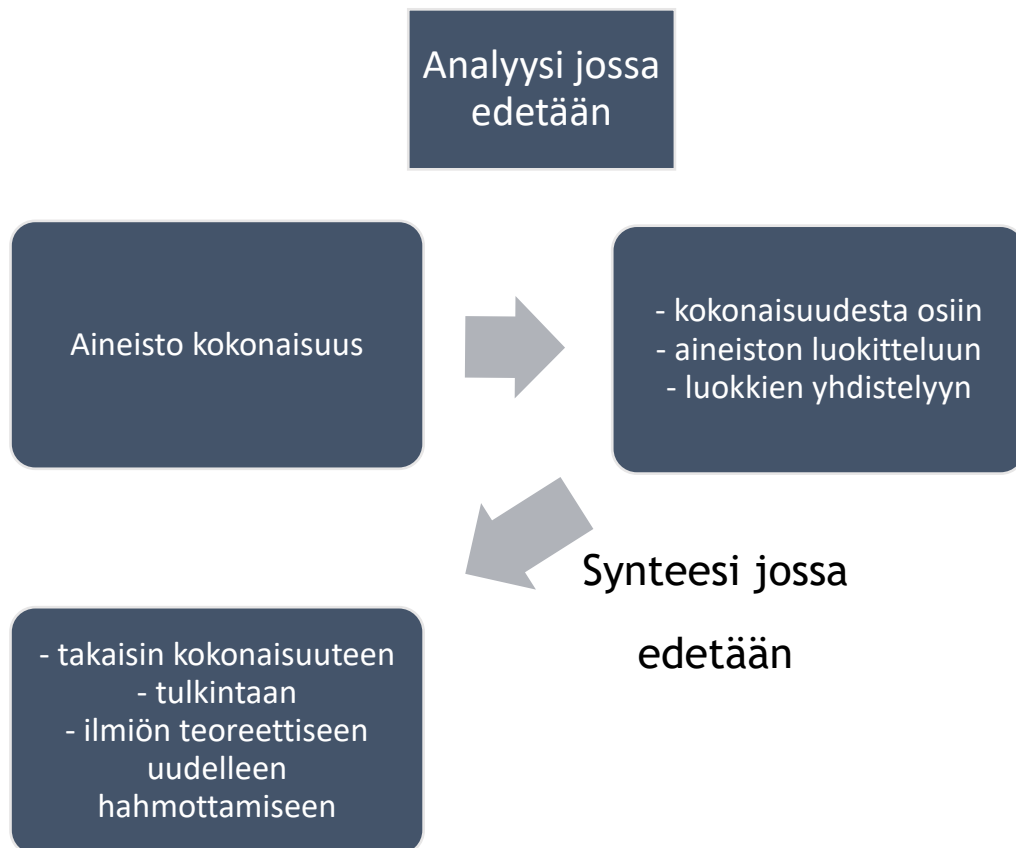 Analyysi jossa
edetään
Aineisto kokonaisuus
- kokonaisuudesta osiin
- aineiston luokitteluun
- luokkien yhdistelyyn
Synteesi jossa
edetään
- takaisin kokonaisuuteen
- tulkintaan
- ilmiön teoreettiseen
uudelleen
hahmottamiseen